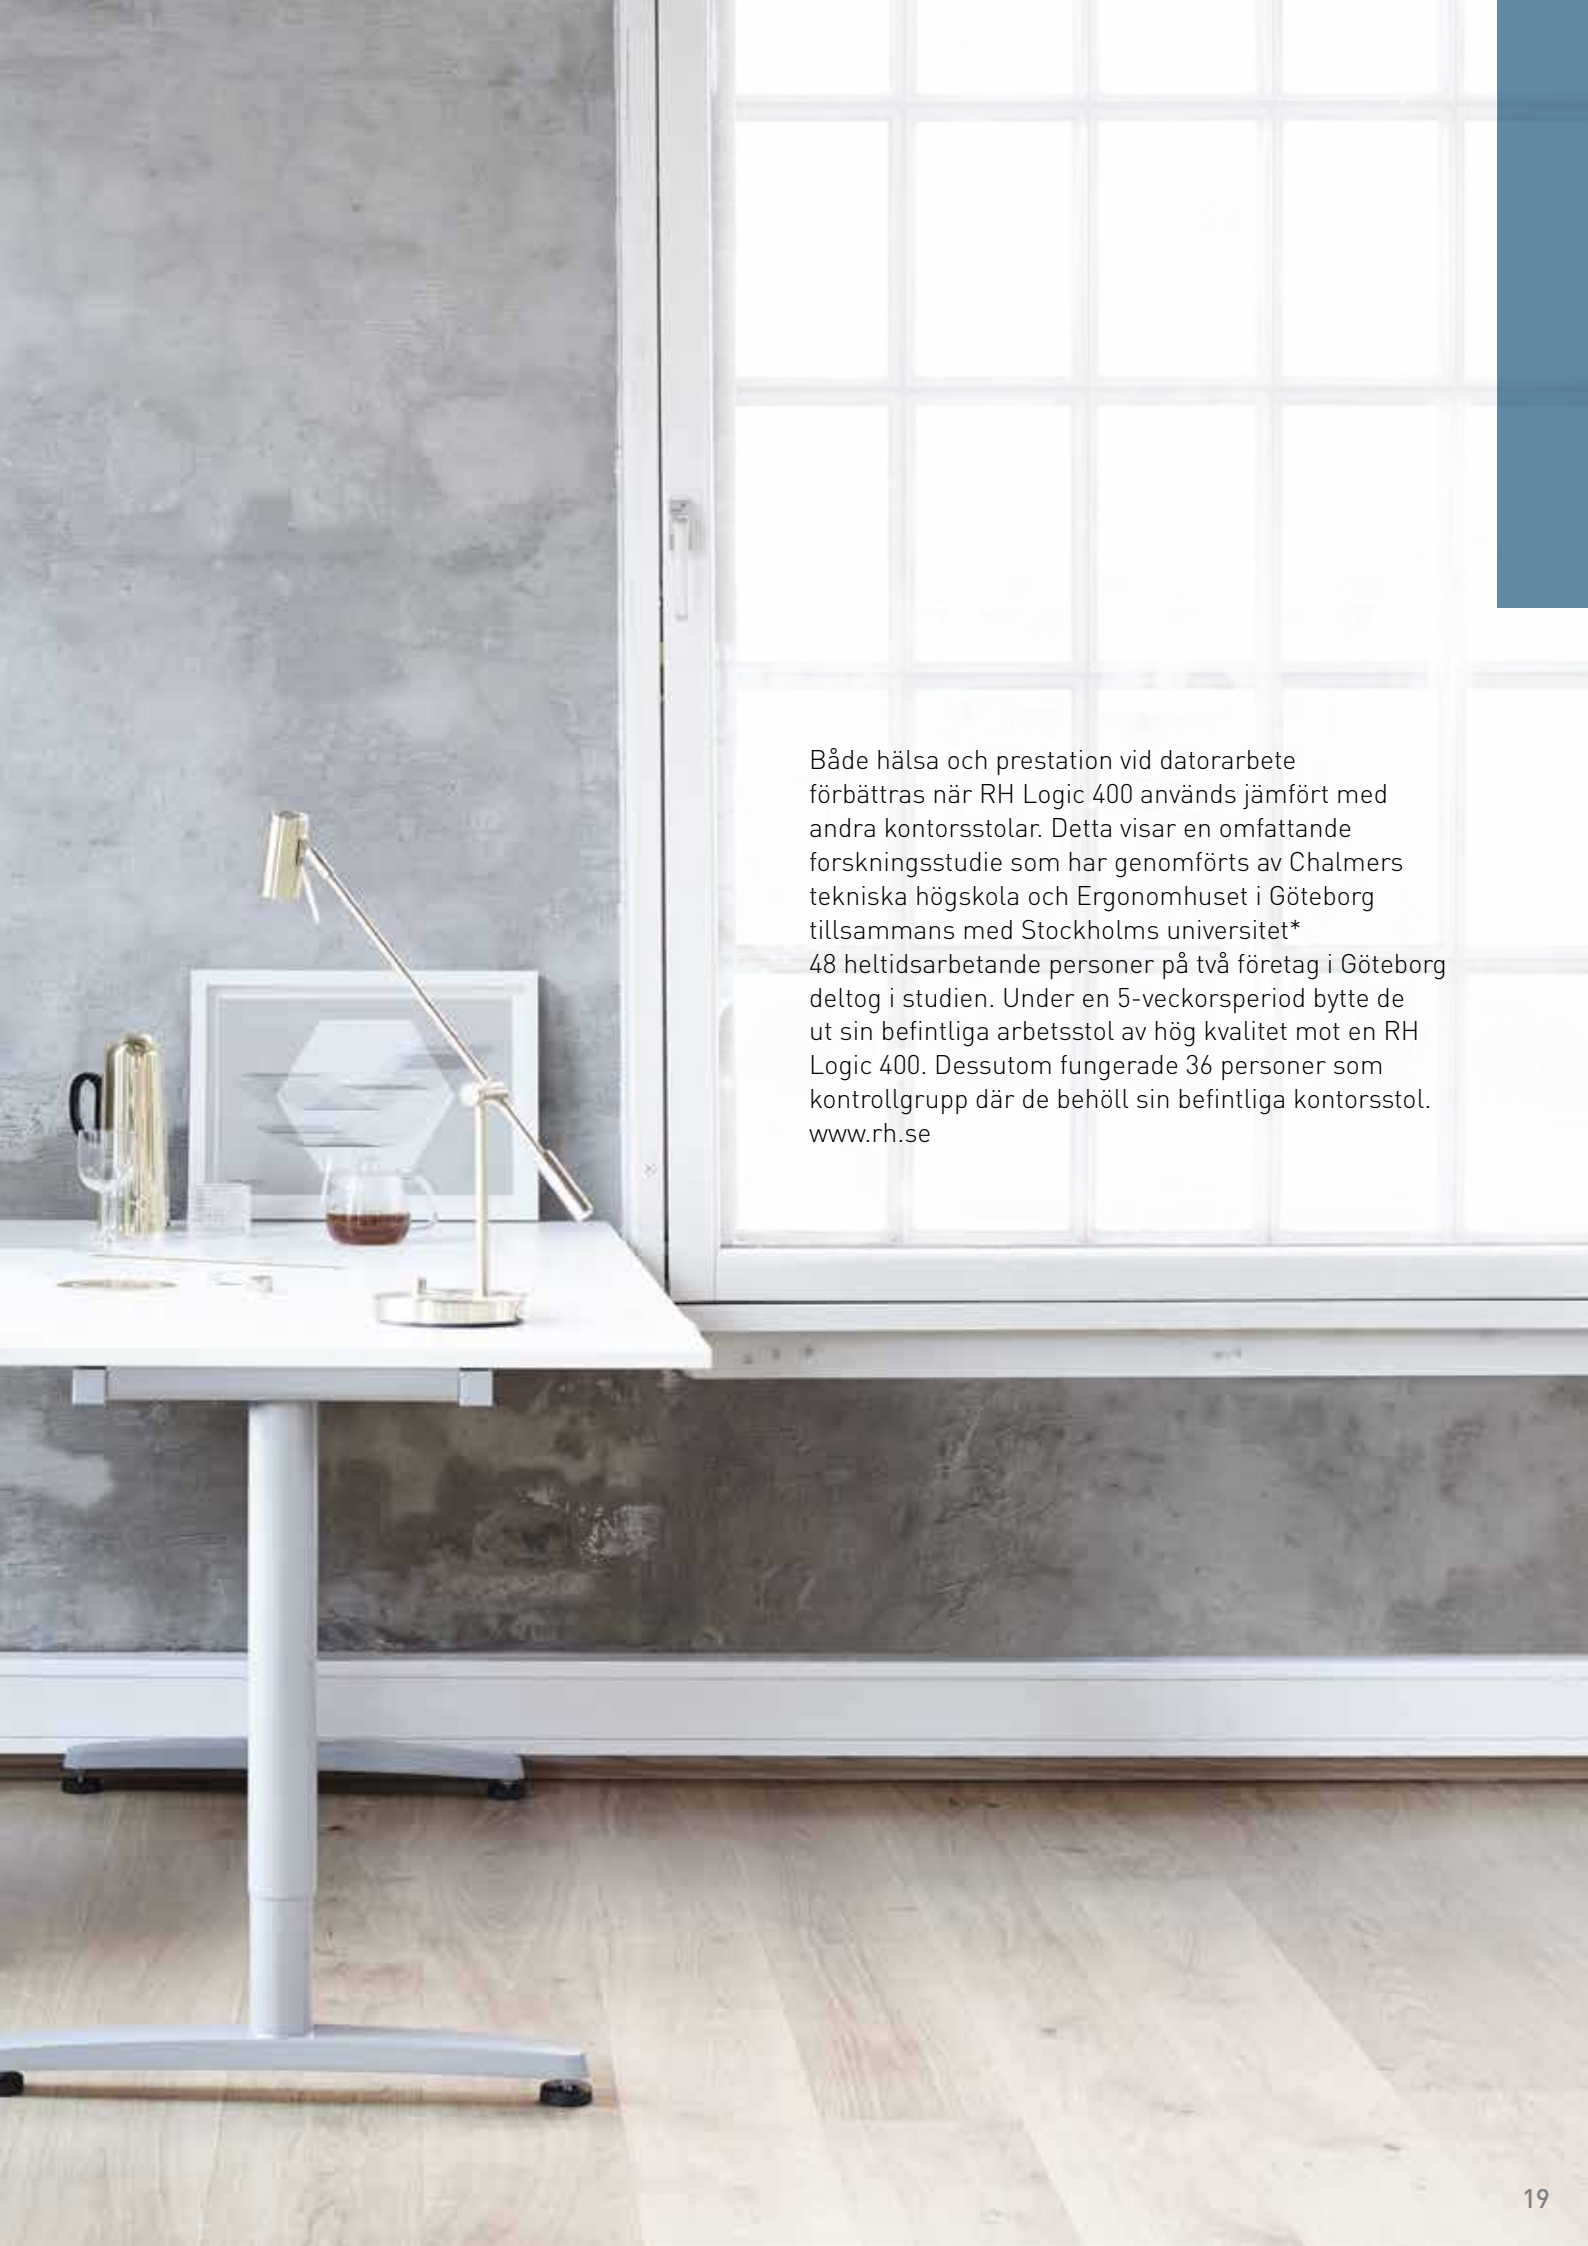 Både hälsa och prestation vid datorarbete
förbättras när RH Logic 400 används jämfört med
andra kontorsstolar. Detta visar en omfattande
forskningsstudie som har genomförts av Chalmers
tekniska högskola och Ergonomhuset i Göteborg
tillsammans med Stockholms universitet*
48 heltidsarbetande personer på två företag i Göteborg
deltog i studien. Under en 5-veckorsperiod bytte de
ut sin befintliga arbetsstol av hög kvalitet mot en RH
Logic 400. Dessutom fungerade 36 personer som
kontrollgrupp där de behöll sin befintliga kontorsstol.
www.rh.se
19